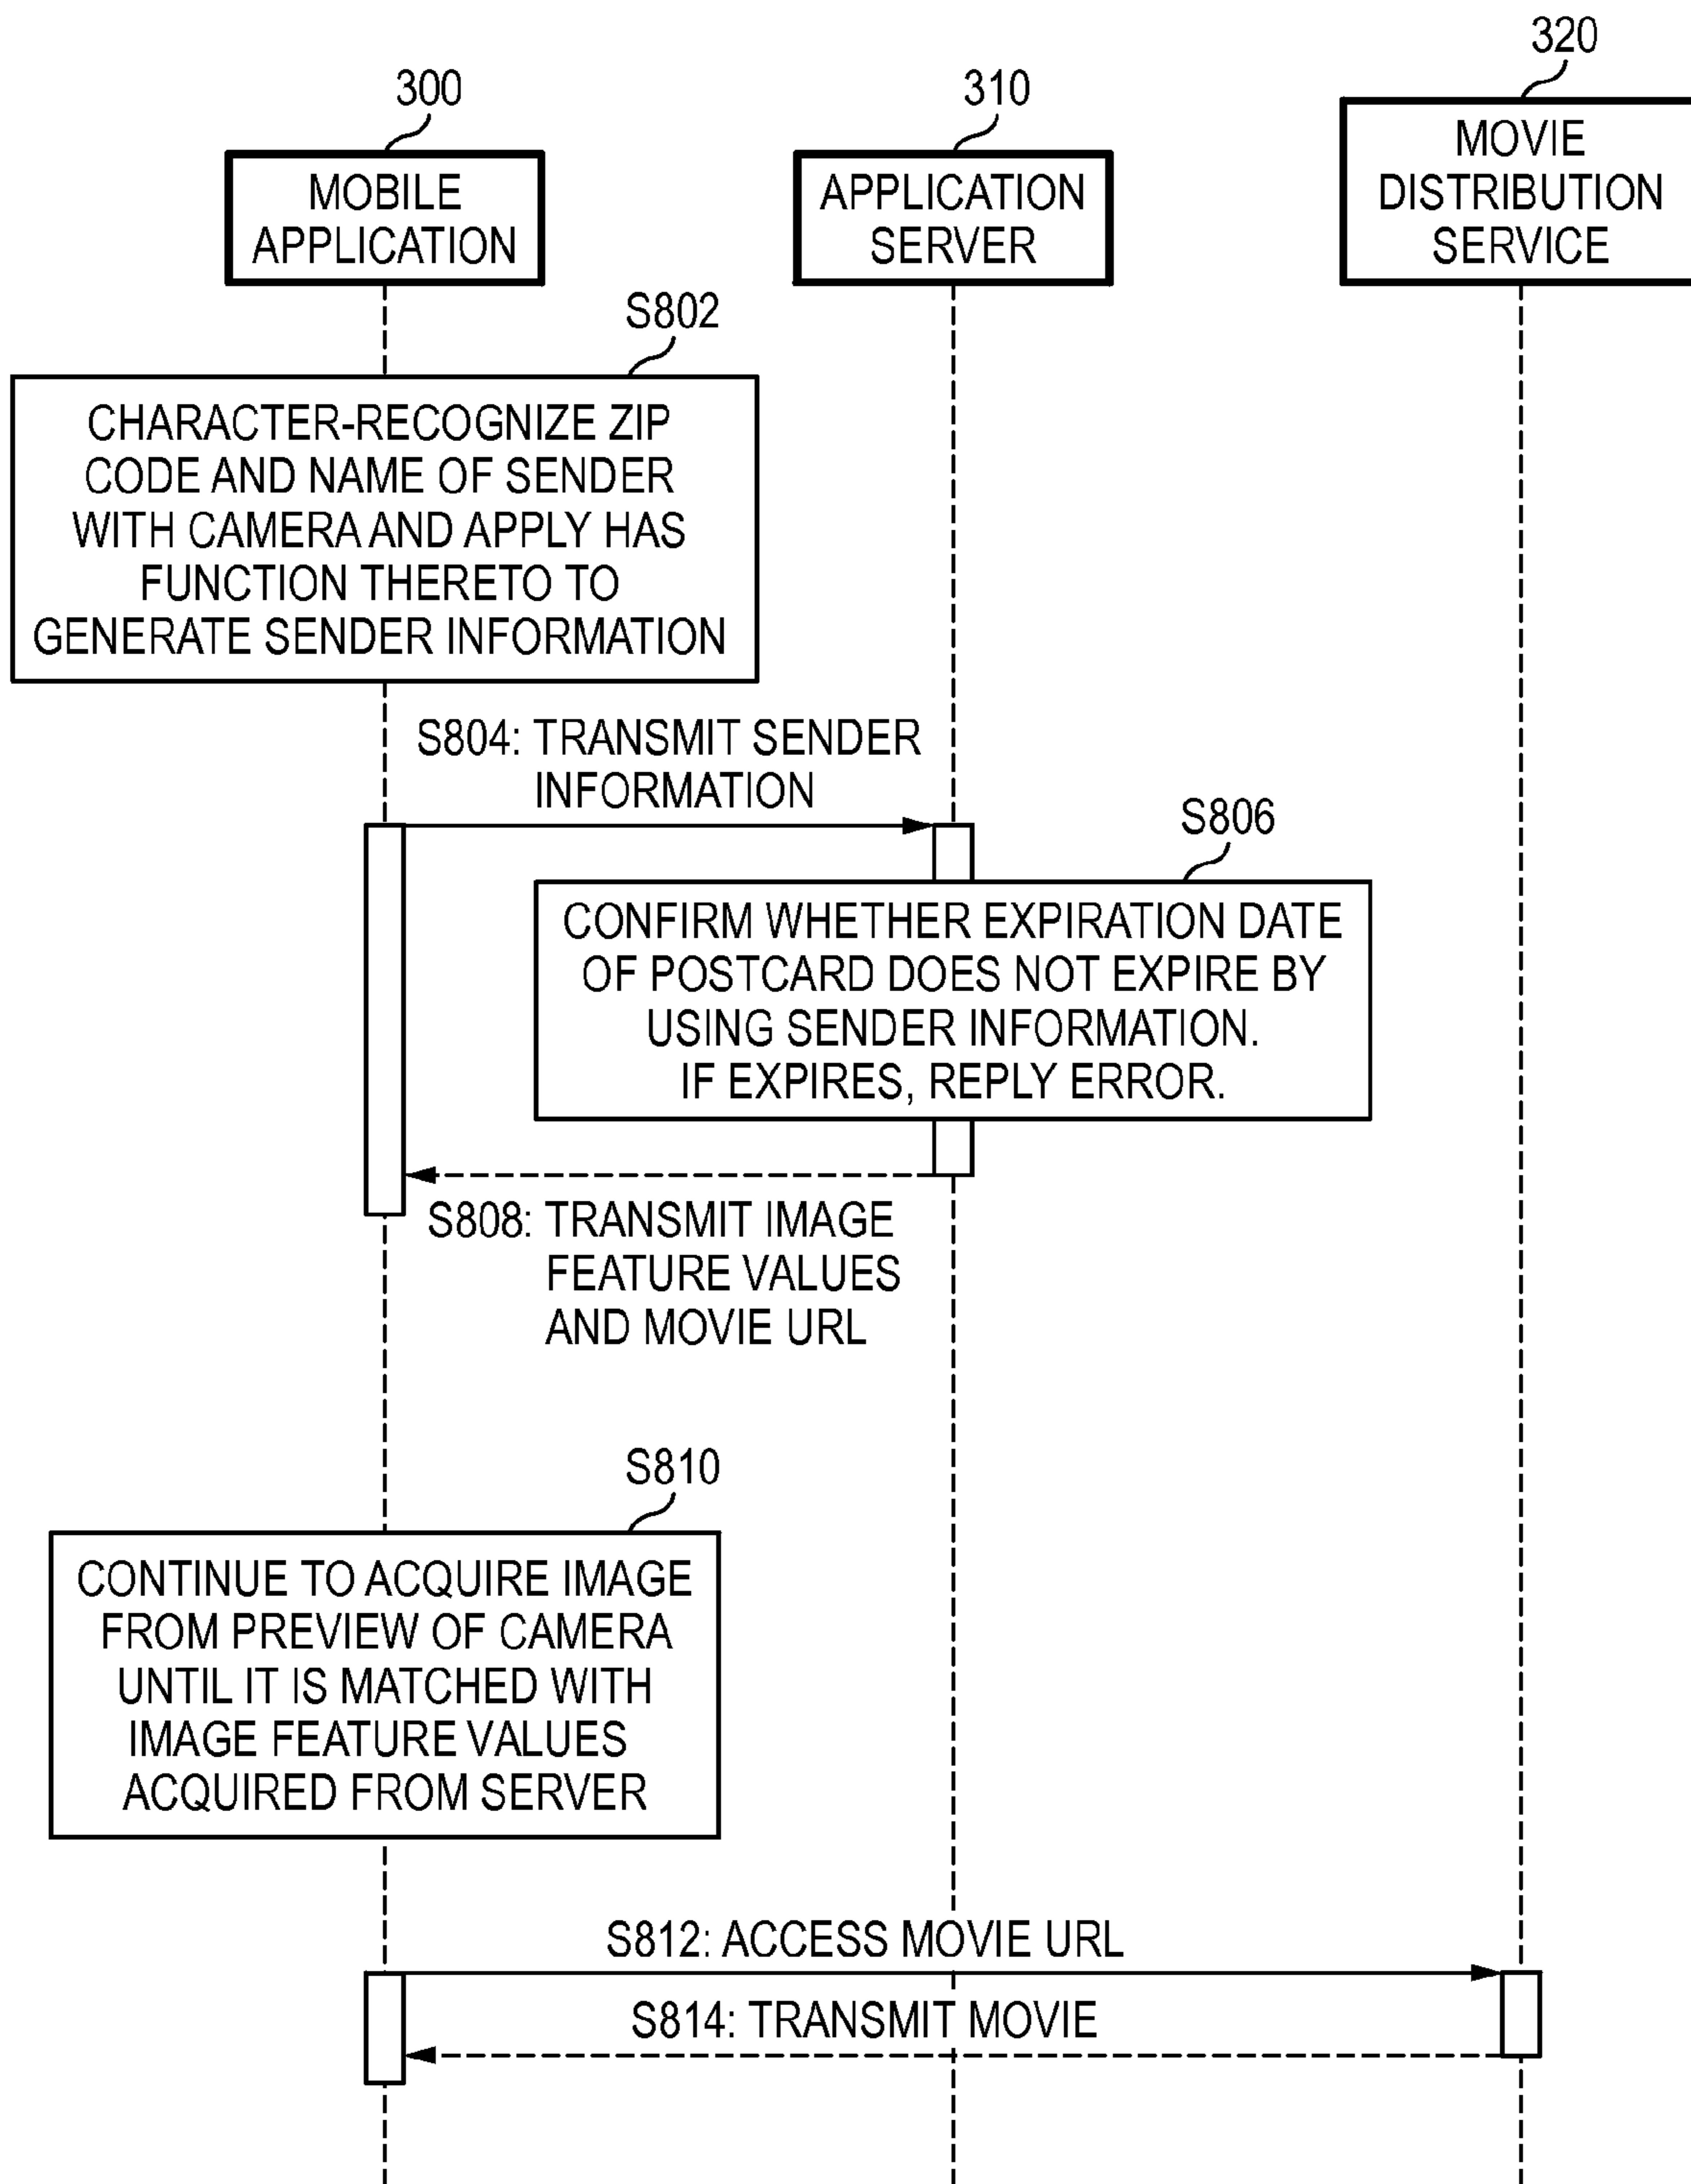 320
300
310
MOVIE
DISTRIBUTION
SERVICE
MOBILE
APPLICATION
APPLICATION
SERVER
S802
CHARACTER-RECOGNIZE ZIP
CODE AND NAME OF SENDER
WITH CAMERA AND APPLY HAS
FUNCTION THERETO TO
GENERATE SENDER INFORMATION
S804: TRANSMIT SENDER
INFORMATION
S806
CONFIRM WHETHER EXPIRATION DATE
OF POSTCARD DOES NOT EXPIRE BY
USING SENDER INFORMATION.
IF EXPIRES, REPLY ERROR.
S808: TRANSMIT IMAGE
FEATURE VALUES
AND MOVIE URL
S810
CONTINUE TO ACQUIRE IMAGE
FROM PREVIEW OF CAMERA
UNTIL IT IS MATCHED WITH
IMAGE FEATURE VALUES
ACQUIRED FROM SERVER
S812: ACCESS MOVIE URL
S814: TRANSMIT MOVIE